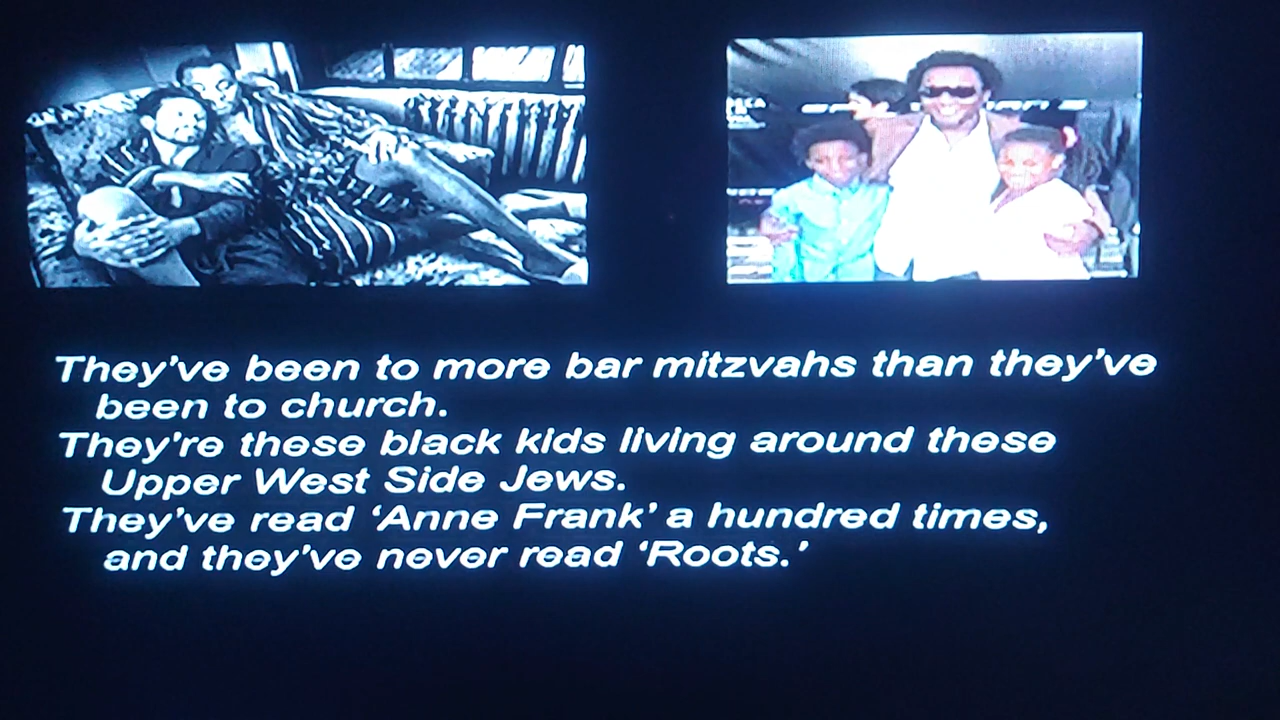 They've been to more bar mitzvahs than they've
been to church.
They're these black kids living around these
Upper West Side Jews.
They've read ‘Anne Frank’ a hundred times,
and they've never read ‘Roots.’